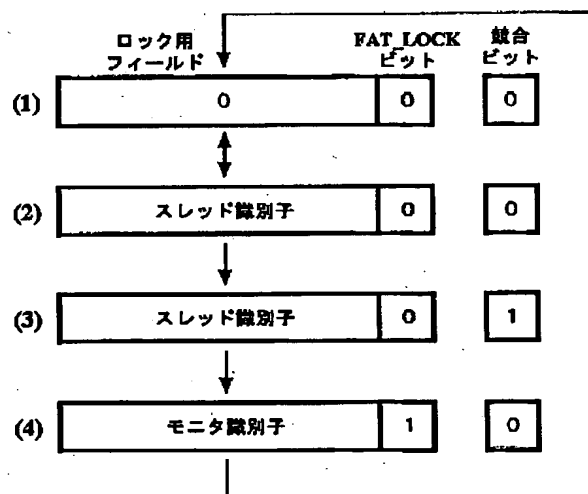 ロック用
フィールド
FAT_LOCK
ビット
競合
ビット
(1) 0 0 0
(2) スレッド識別子 0 0
(3) スレッド識別子 0 1
(4) モニタ識別子 1 0